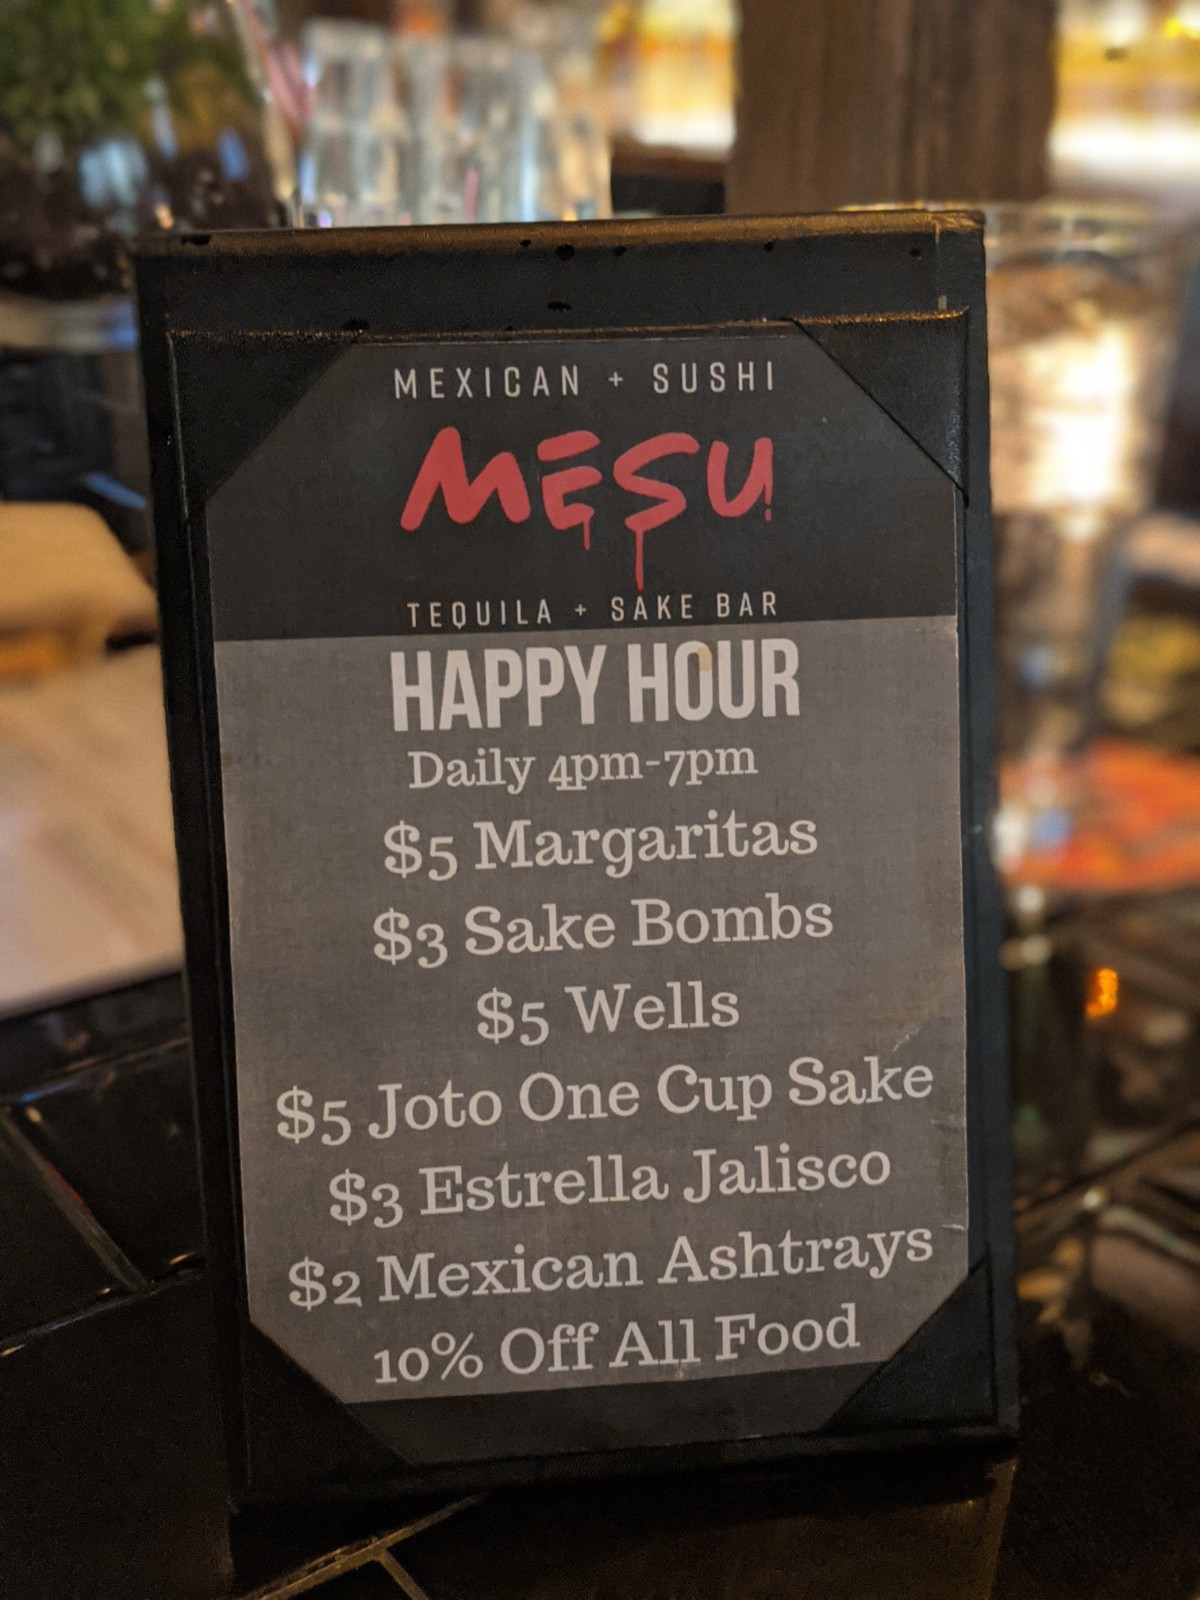 MEXICAN + SUSHI
MESU
TEQUILA + SAKE BAR
HAPPY HOUR
Daily 4pm-7pm
$5 Margaritas
$3 Sake Bombs
$5 Wells
$5 Joto One Cup Sake
$3 Estrella Jalisco
$2 Mexican Ashtrays
10% Off All Food